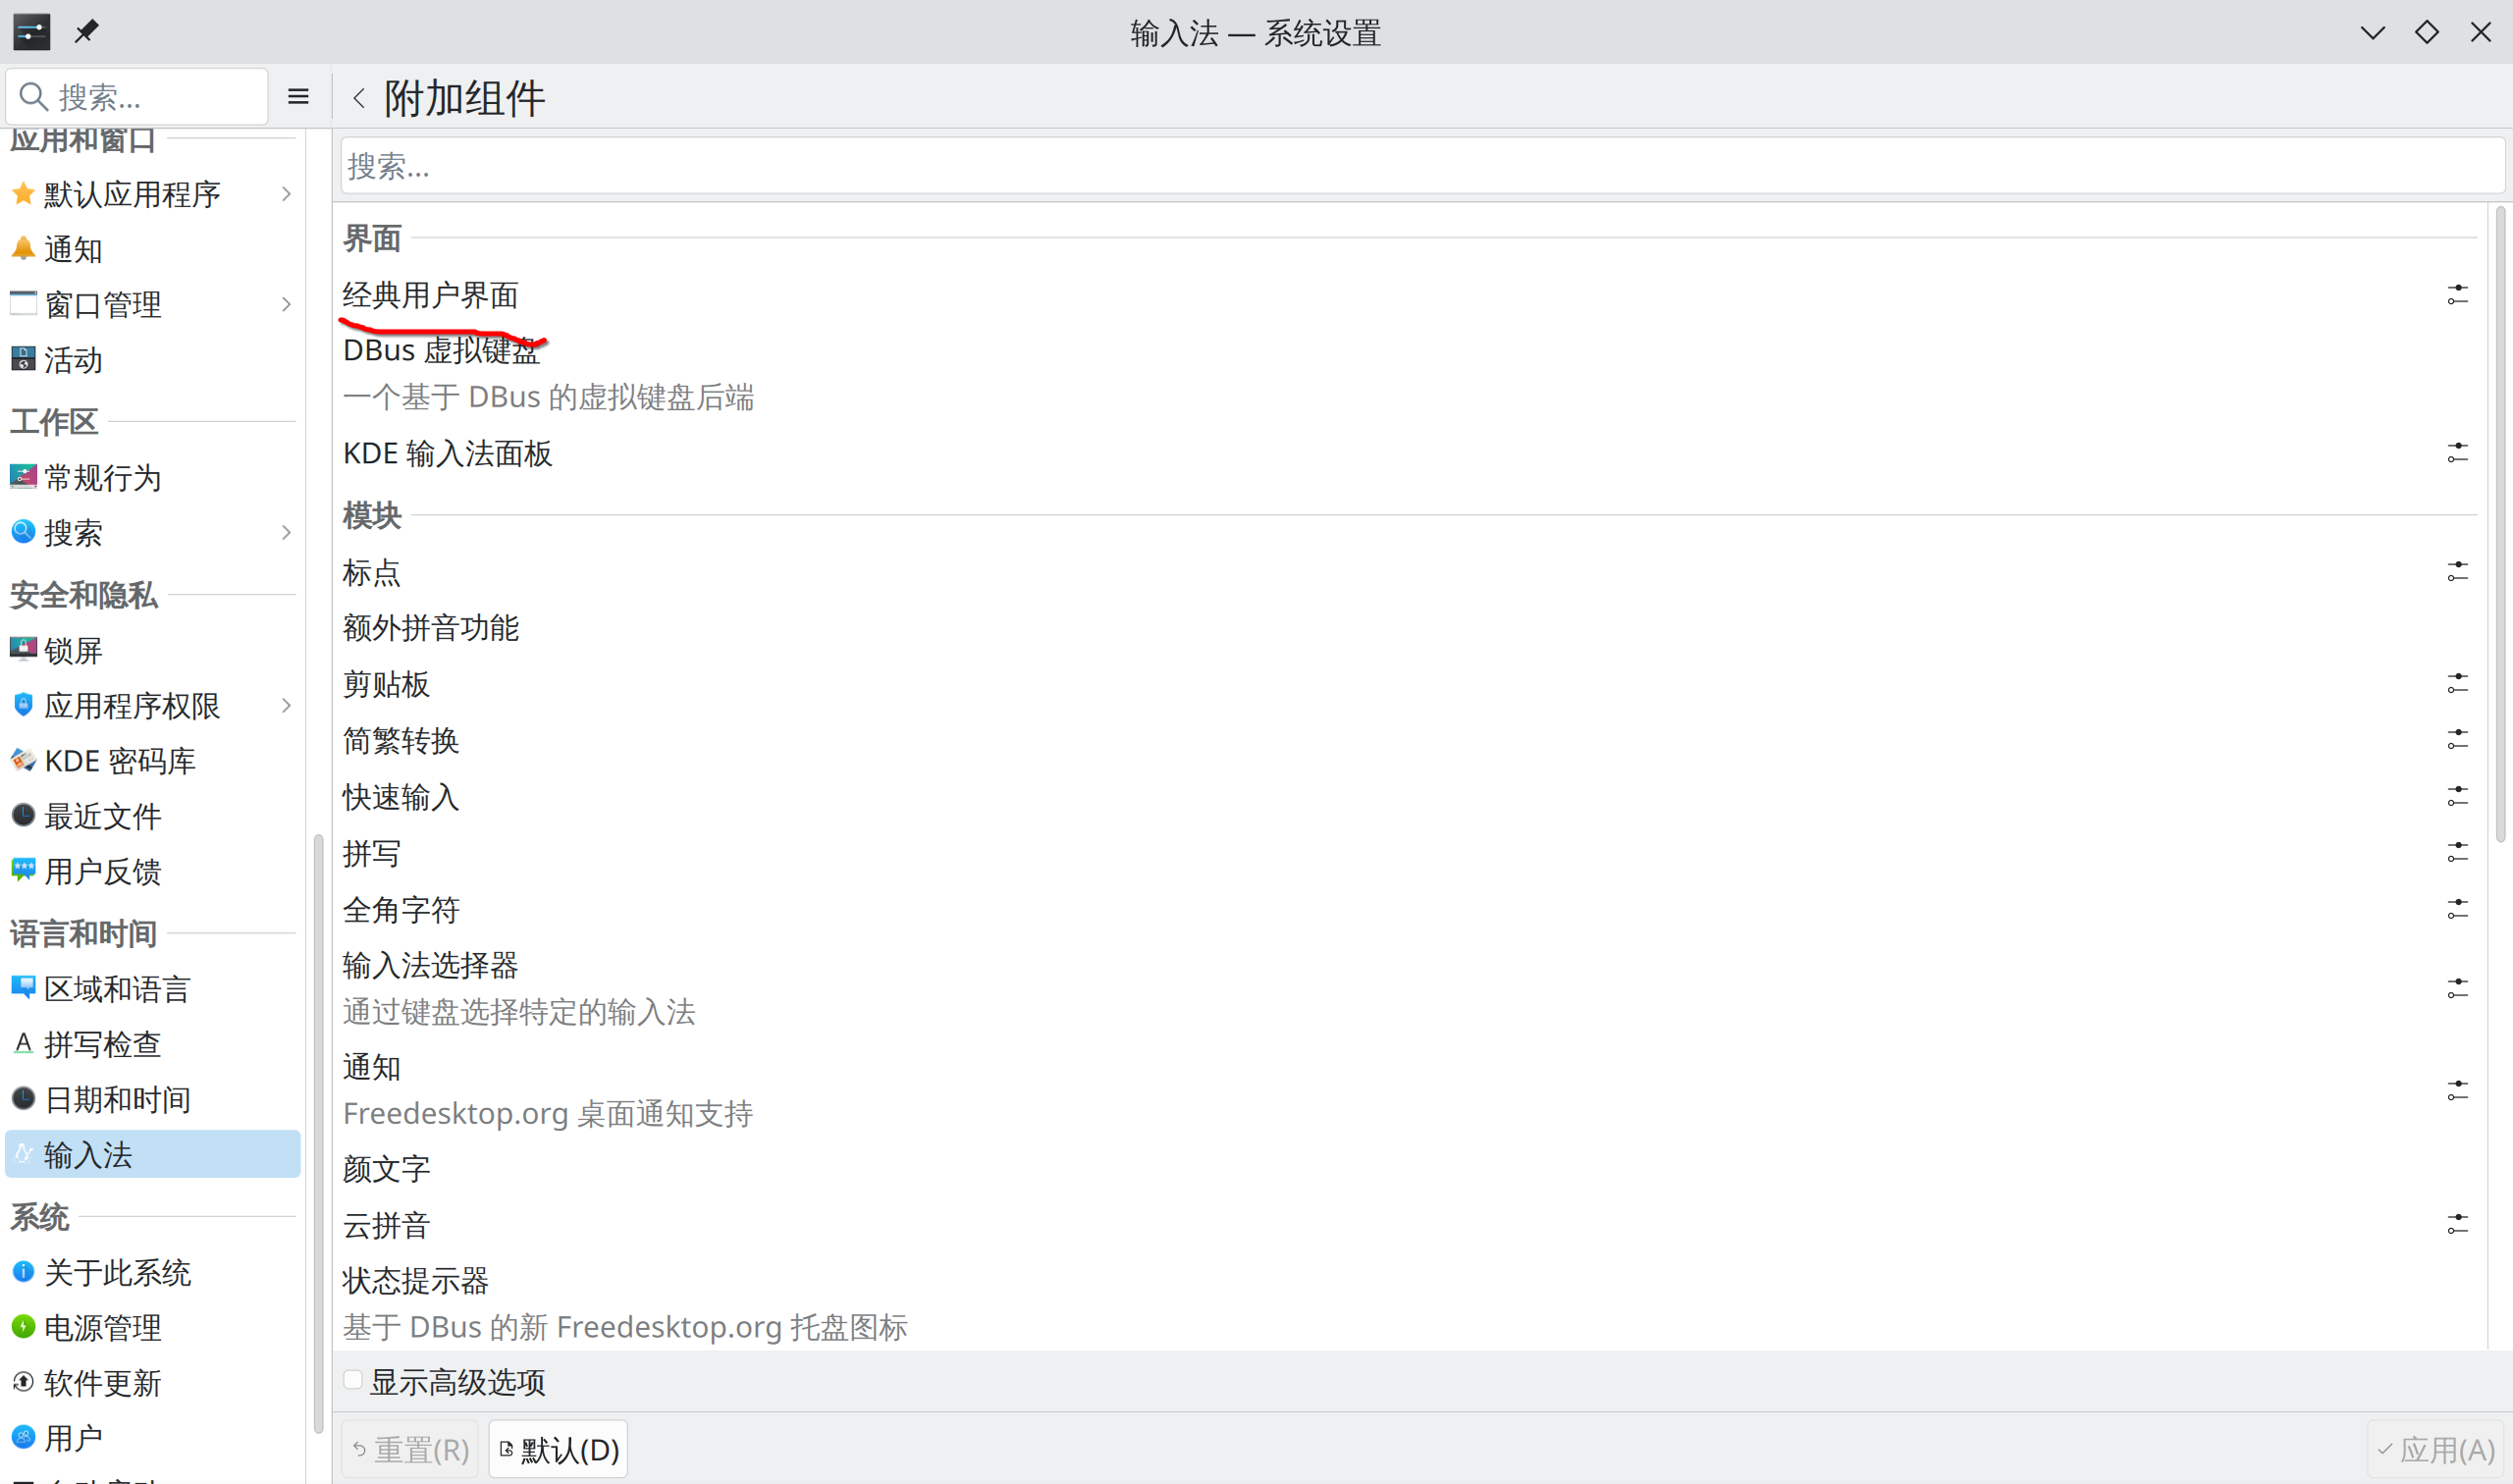 输入法 — 系统设置
搜索...
附加组件
应用和窗口
默认应用程序
通知
窗口管理
活动
工作区
常规行为
搜索
安全和隐私
锁屏
应用程序权限
KDE 密码库
最近文件
用户反馈
语言和时间
区域和语言
拼写检查
日期和时间
输入法
系统
关于此系统
电源管理
软件更新
用户
搜索...
界面
经典用户界面
DBus 虚拟键盘
一个基于 DBus 的虚拟键盘后端
KDE 输入法面板
模块
标点
额外拼音功能
剪贴板
简繁转换
快速输入
拼写
全角字符
输入法选择器
通过键盘选择特定的输入法
通知
Freedesktop.org 桌面通知支持
颜文字
云拼音
状态提示器
基于 DBus 的新 Freedesktop.org 托盘图标
显示高级选项
重置(R)
默认(D)
应用(A)